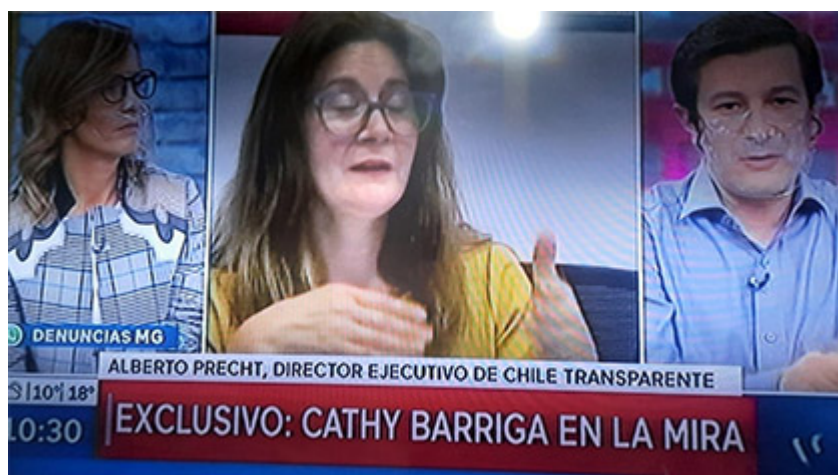 DENUNCIAS MG
ALBERTO PRECHT, DIRECTOR EJECUTIVO DE CHILE TRANSPARENTE
10° 18°
10:30
EXCLUSIVO: CATHY BARRIGA EN LA MIRA